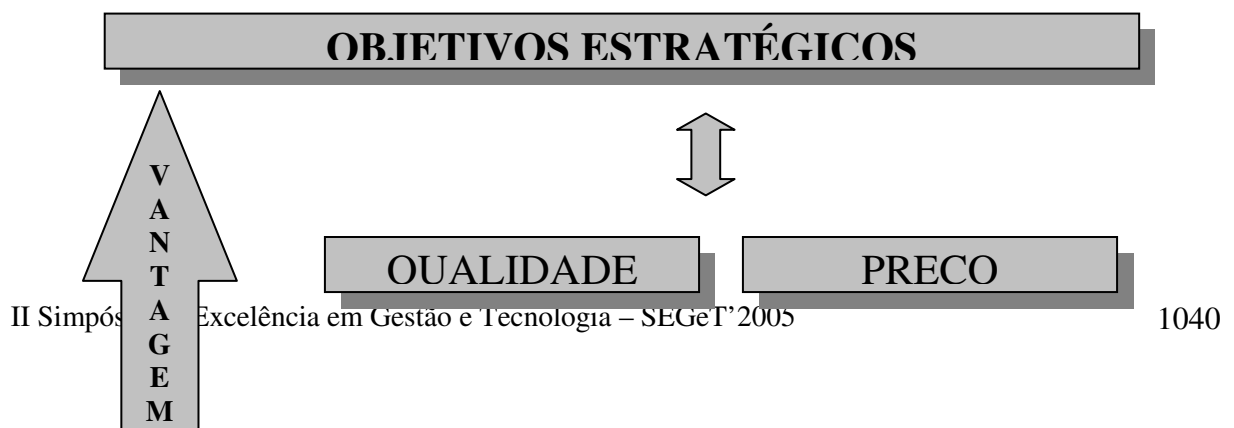 OBJETIVOS ESTRATÉGICOS
V
A
N
T
A
G
E
M
QUALIDADE
PREÇO
II Simpós Excelência em Gestão e Tecnologia – SEGeT’2005
1040